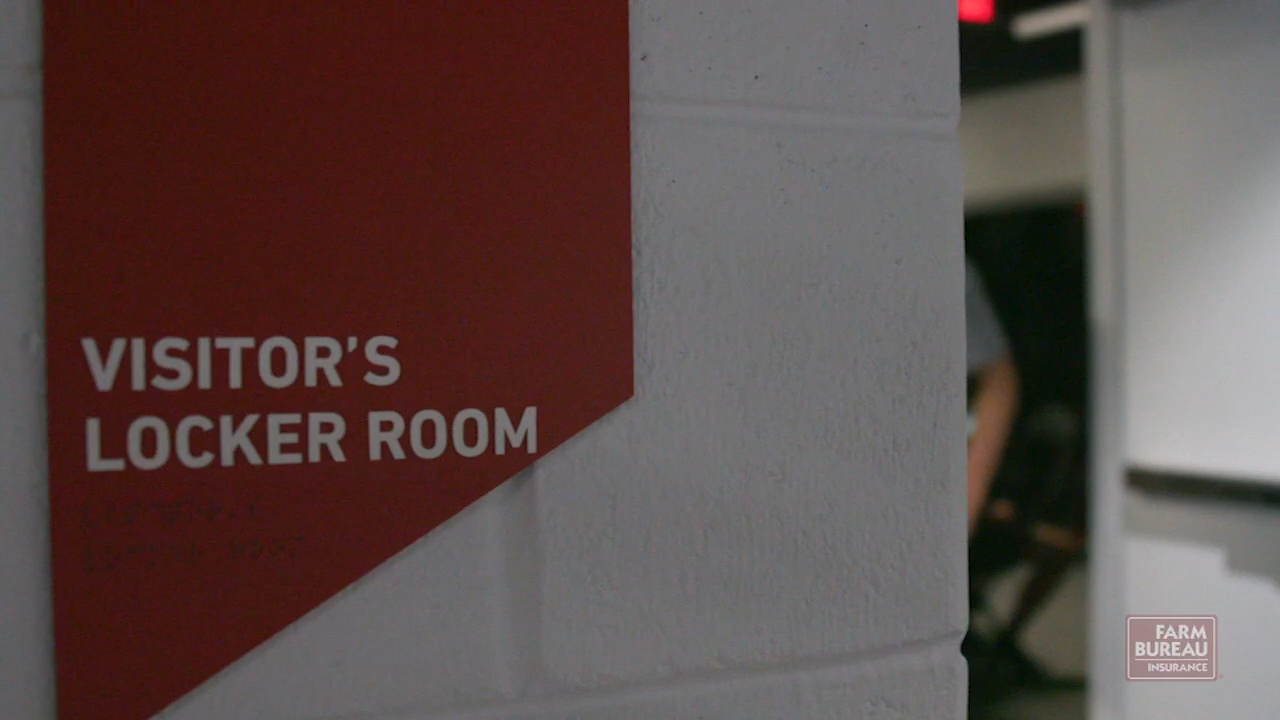 VISITOR'S
LOCKER ROOM
FARM
BUREAU
INSURANCE